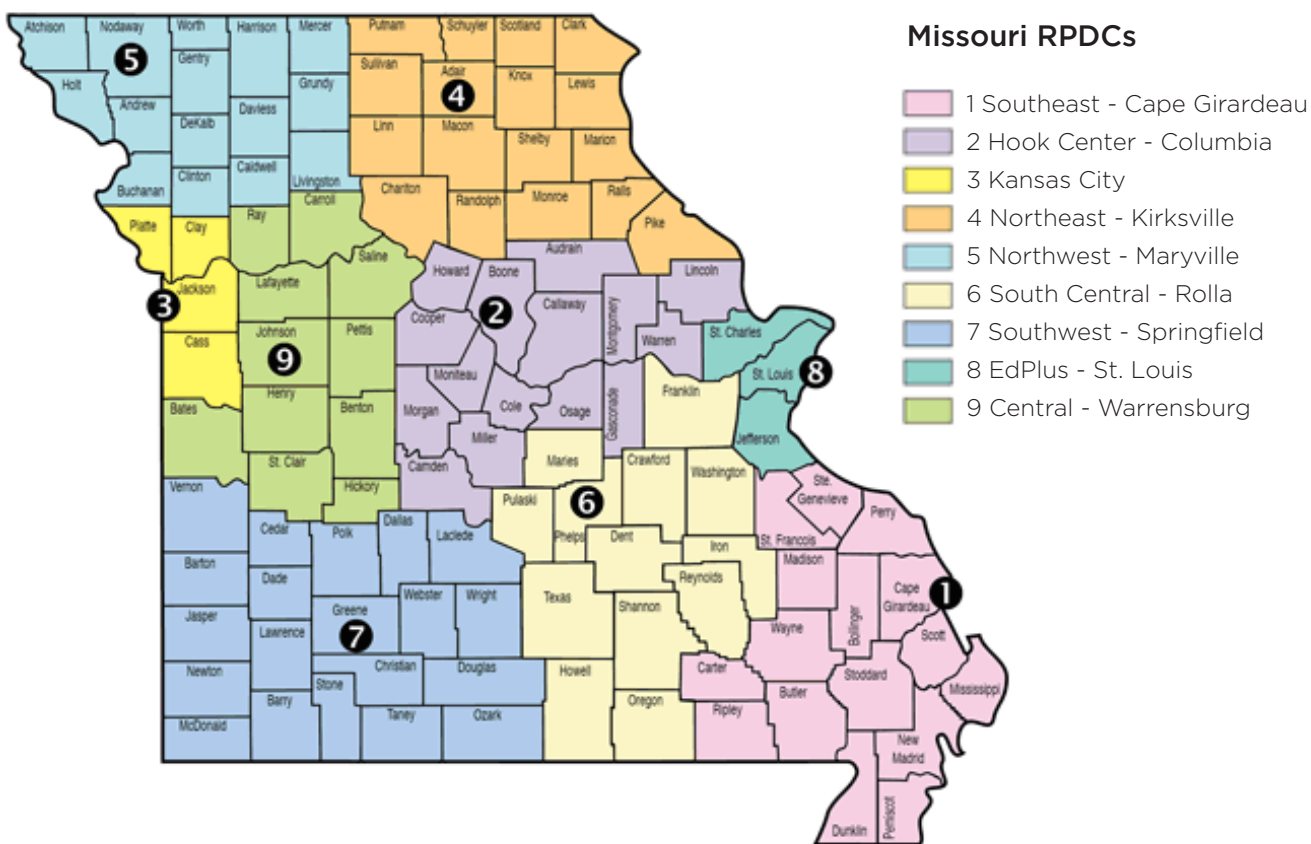 Missouri RPDCs
1 Southeast - Cape Girardeau
2 Hook Center - Columbia
3 Kansas City
4 Northeast - Kirksville
5 Northwest - Maryville
6 South Central - Rolla
7 Southwest - Springfield
8 EdPlus - St. Louis
9 Central - Warrensburg
Atchison
Nodaway
Worth
Harrison
Mercer
Putnam
Schuyler
Scotland
Clark
5
Gentry
Sullivan
Adair
4
Knox
Lewis
Holt
Andrew
DeKalb
Daviess
Grundy
Linn
Macon
Shelby
Marion
Buchanan
Clinton
Caldwell
Livingston
Chariton
Randolph
Monroe
Ralls
Pike
Platte
Clay
Ray
Carroll
Saline
Howard
Boone
Audrain
Lincoln
3
Jackson
Lafayette
Cooper
2
Callaway
Montgomery
Warren
St. Charles
Cass
Johnson
9
Pettis
Moniteau
St. Louis
8
Bates
Henry
Benton
Morgan
Cole
Osage
Gasconade
Franklin
Jefferson
St. Clair
Hickory
Camden
Miller
Maries
Crawford
Washington
Vernon
Pulaski
6
Phelps
Ste.
Genevieve
Perry
Cedar
Polk
Dallas
Laclede
Dent
Iron
St. Francois
Madison
Barton
Dade
Webster
Wright
Texas
Shannon
Reynolds
Bollinger
Cape
Girardeau
1
Jasper
Lawrence
Greene
7
Wayne
Scott
Newton
Christian
Douglas
Howell
Carter
Stoddard
Mississippi
McDonald
Barry
Stone
Taney
Ozark
Oregon
Ripley
Butler
New
Madrid
Dunklin
Pemiscot